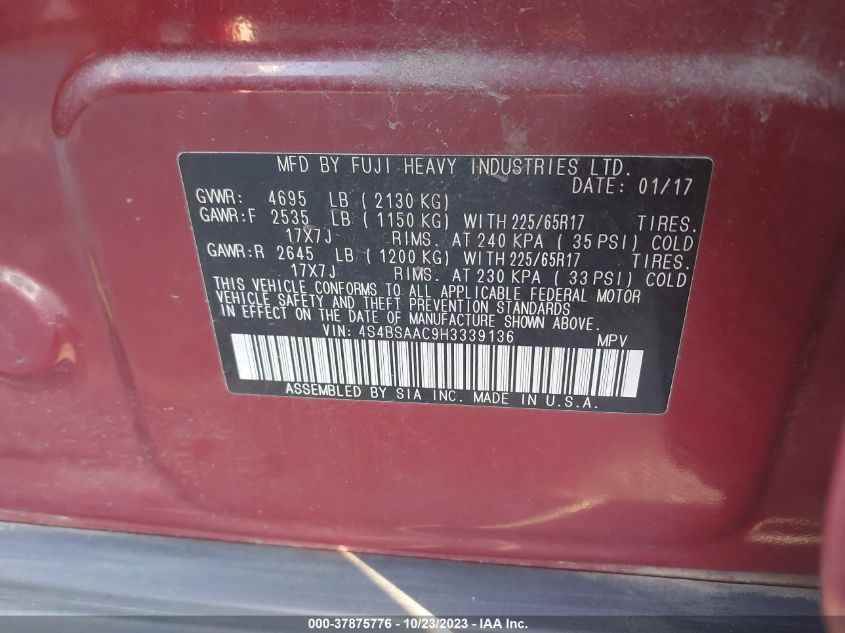 MFD BY FUJI HEAVY INDUSTRIES LTD.
DATE: 01/17
GVWR: 4695 LB ( 2130 KG)
GAWR:F 2535 LB ( 1150 KG) WITH 225/65R17 TIRES.
17X7J RIMS. AT 240 KPA ( 35 PSI) COLD
GAWR:R 2645 LB ( 1200 KG) WITH 225/65R17 TIRES.
17X7J RIMS. AT 230 KPA ( 33 PSI) COLD
THIS VEHICLE CONFORMS TO ALL APPLICABLE FEDERAL MOTOR
VEHICLE SAFETY AND THEFT PREVENTION STANDARDS
IN EFFECT ON THE DATE OF MANUFACTURE SHOWN ABOVE.
VIN: 4S4BSAAC9H3339136 MPV
ASSEMBLED BY SIA INC. MADE IN U.S.A.
000-37875776 - 10/23/2023 - IAA Inc.